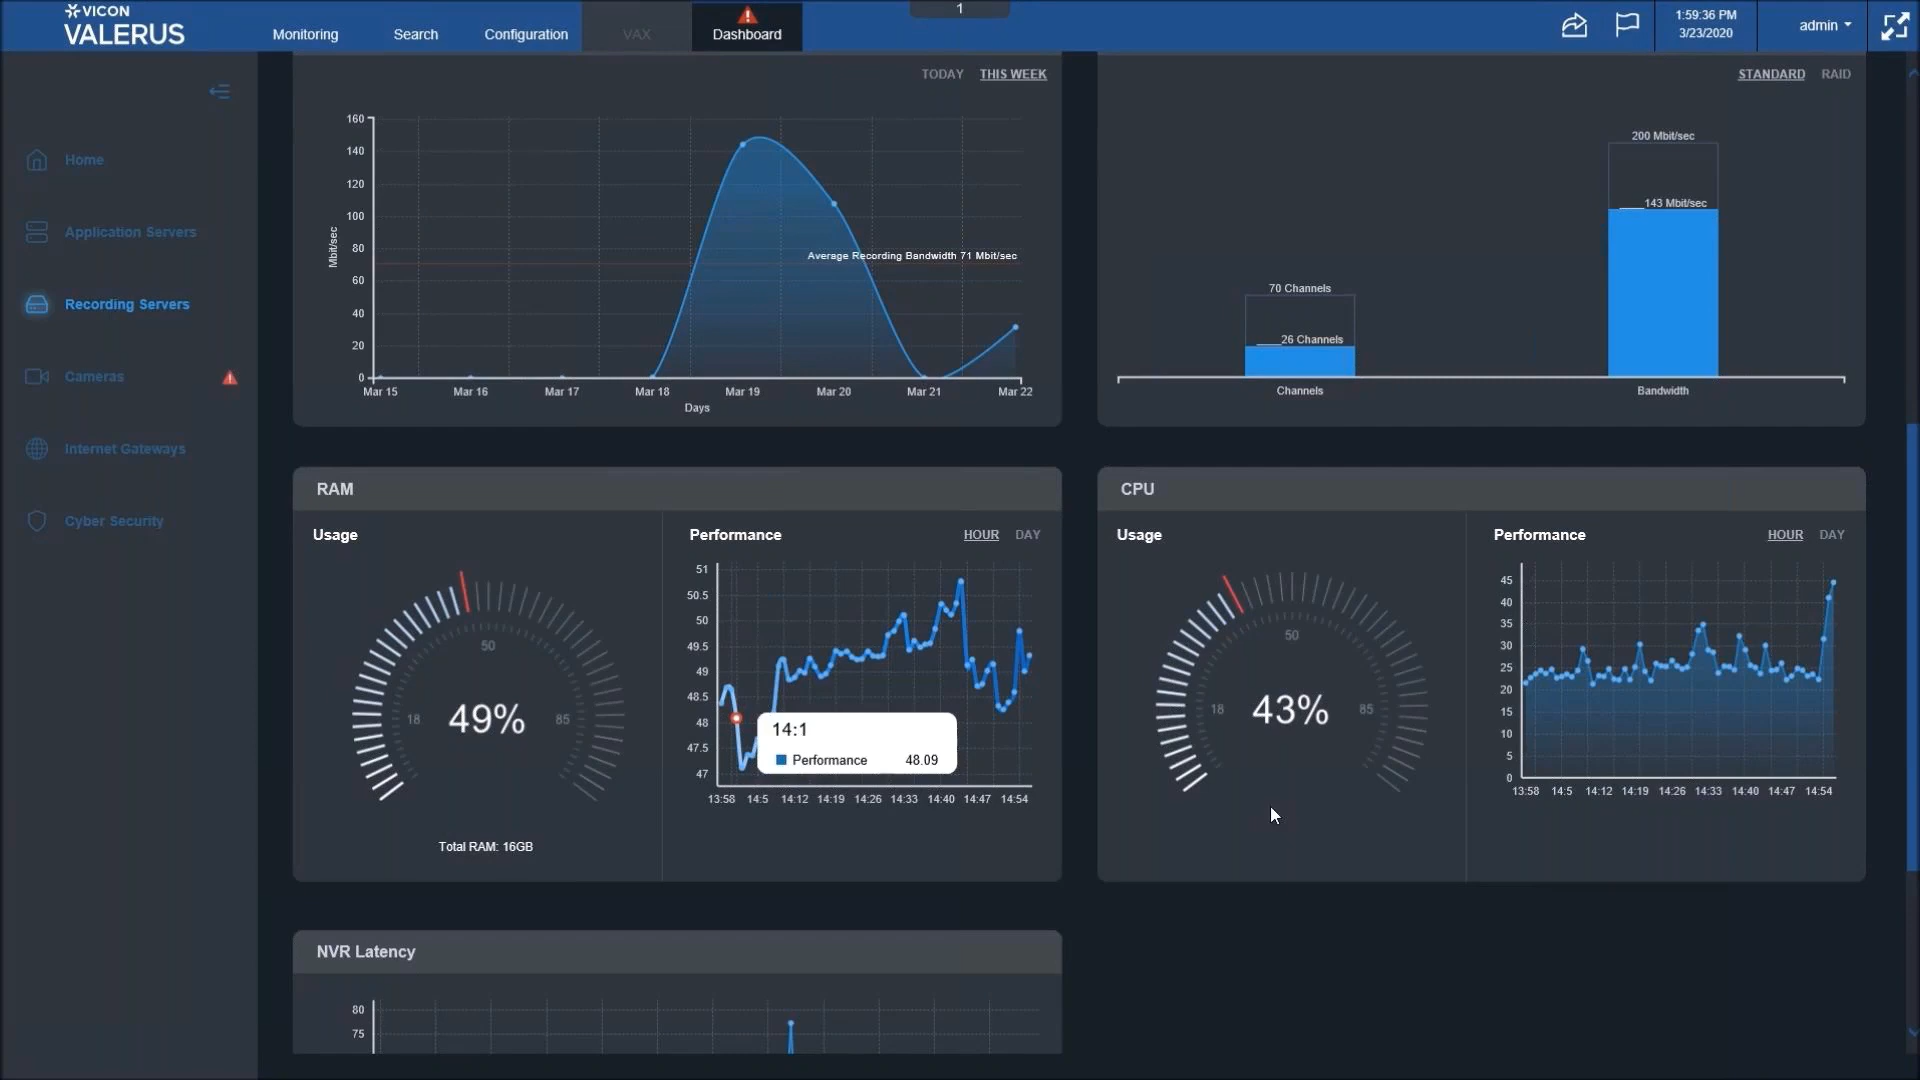 VICON
VALERUS
Monitoring
Search
Configuration
VAX
Dashboard
1
1:59:36 PM
3/23/2020
admin
Home
Application Servers
Recording Servers
Cameras
Internet Gateways
Cyber Security
TODAY THIS WEEK
160
140
120
100
80
60
40
20
0
Mbit/sec
Average Recording Bandwidth 71 Mbit/sec
Mar 15 Mar 16 Mar 17 Mar 18 Mar 19 Mar 20 Mar 21 Mar 22
Days
STANDARD RAID
200 Mbit/sec
143 Mbit/sec
70 Channels
26 Channels
Channels Bandwidth
RAM
Usage
50
18 49% 85
Total RAM: 16GB
Performance
HOUR DAY
51
50.5
50
49.5
49
48.5
48
47.5
47
14:1
Performance 48.09
13:58 14:5 14:12 14:19 14:26 14:33 14:40 14:47 14:54
CPU
Usage
50
18 43% 85
Performance
HOUR DAY
45
40
35
30
25
20
15
10
5
0
13:58 14:5 14:12 14:19 14:26 14:33 14:40 14:47 14:54
NVR Latency
80
75